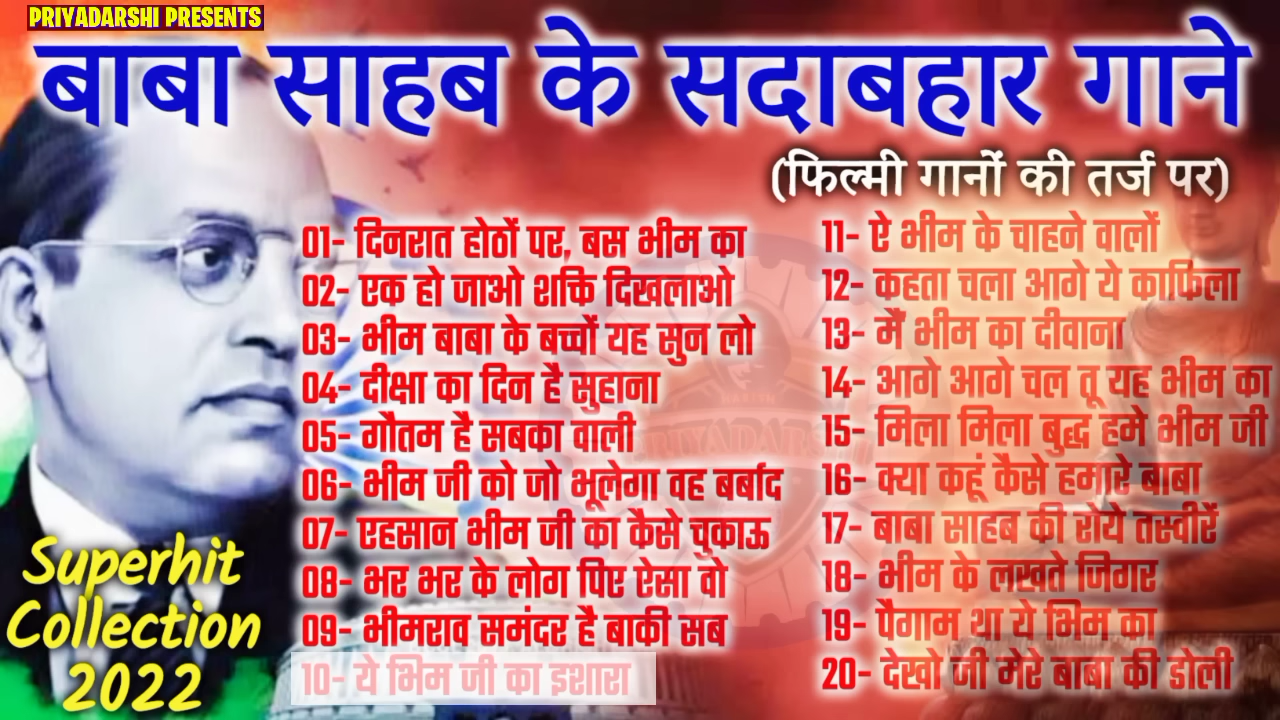 PRIYADARSHI PRESENTS
बाबा साहब के सदाबहार गाने
(फिल्मी गानों की तर्ज पर)
01- दिनरात होठों पर, बस भीम का
02- एक हो जाओ शक्ति दिखलाओ
03- भीम बाबा के बच्चों यह सुन लो
04- दीक्षा का दिन है सुहाना
05- गौतम है सबका वाली
06- भीम जी को जो भूलेगा वह बर्बाद
07- एहसान भीम जी का कैसे चुकाऊ
08- भर भर के लोग पिए ऐसा वो
09- भीमराव समंदर है बाकी सब
10- ये भिम जी का इशारा
11- ऐ भीम के चाहने वालों
12- कहता चला आगे ये काफिला
13- मैं भीम का दीवाना
14- आगे आगे चल तू यह भीम का
15- मिला मिला बुद्ध हमे भीम जी
16- क्या कहूं कैसे हमारे बाबा
17- बाबा साहब की रोये तस्वीरें
18- भीम के लखते जिगर
19- पैगाम था ये भिम का
20- देखो जी मेरे बाबा की डोली
Superhit
Collection
2022
PRIYADARSHI